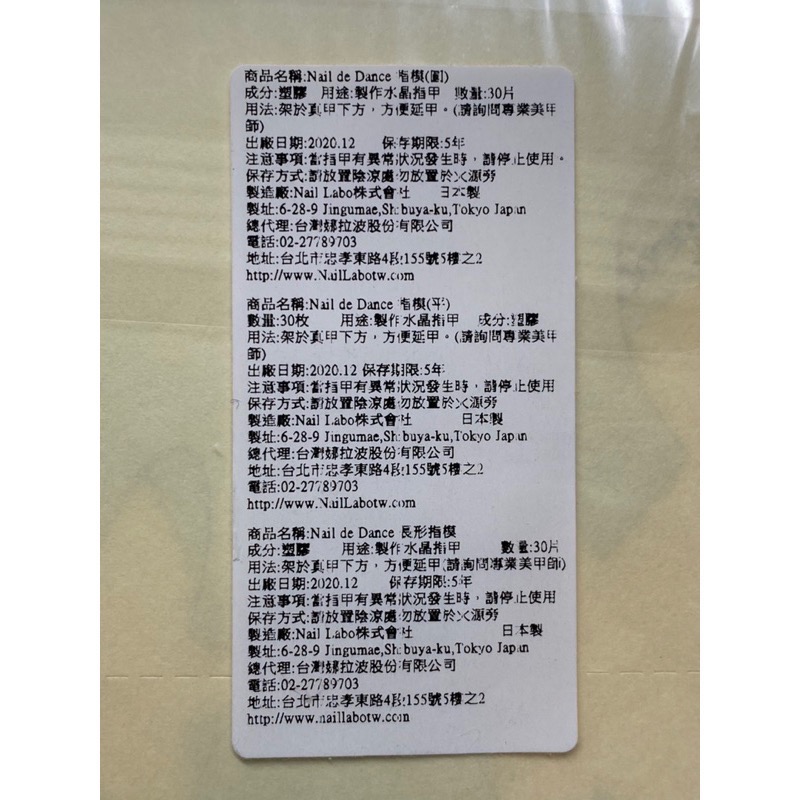 商品名稱:Nail de Dance 指模(圓)
成分:塑膠 用途:製作水晶指甲 數量:30片
用法:架於真甲下方，方便延甲。(請詢問專業美甲
師)
出廠日期:2020.12 保存期限:5年
注意事項:當指甲有異常狀況發生時，請停止使用。
保存方式:請放置陰涼處勿放置於火源旁
製造廠:Nail Labo株式會社 日本製
製址:6-28-9 Jingumae,Shibuya-ku,Tokyo Japan
總代理:台灣娜拉波股份有限公司
電話:02-27789703
地址:台北市忠孝東路4段155號5樓之2
http://www.NailLabotw.com
商品名稱:Nail de Dance 指模(平)
數量:30枚 用途:製作水晶指甲 成分:塑膠
用法:架於真甲下方，方便延甲。(請詢問專業美甲
師)
出廠日期:2020.12 保存期限:5年
注意事項:當指甲有異常狀況發生時，請停止使用
保存方式:請放置陰涼處勿放置於火源旁
製造廠:Nail Labo株式會社 日本製
製址:6-28-9 Jingumae,Shibuya-ku,Tokyo Japan
總代理:台灣娜拉波股份有限公司
地址:台北市忠孝東路4段155號5樓之2
電話:02-27789703
http://www.NailLabotw.com
商品名稱:Nail de Dance 長形指模
成分:塑膠 用途:製作水晶指甲 數量:30片
用法:架於真甲下方，方便延甲(請詢問專業美甲師)
出廠日期:2020.12 保存期限:5年
注意事項:當指甲有異常狀況發生時，請停止使用
保存方式:請放置陰涼處勿放置於火源旁
製造廠:Nail Labo株式會社 日本製
製址:6-28-9 Jingumae,Shibuya-ku,Tokyo Japan
總代理:台灣娜拉波股份有限公司
電話:02-27789703
地址:台北市忠孝東路4段155號5樓之2
http://www.naillabotw.com